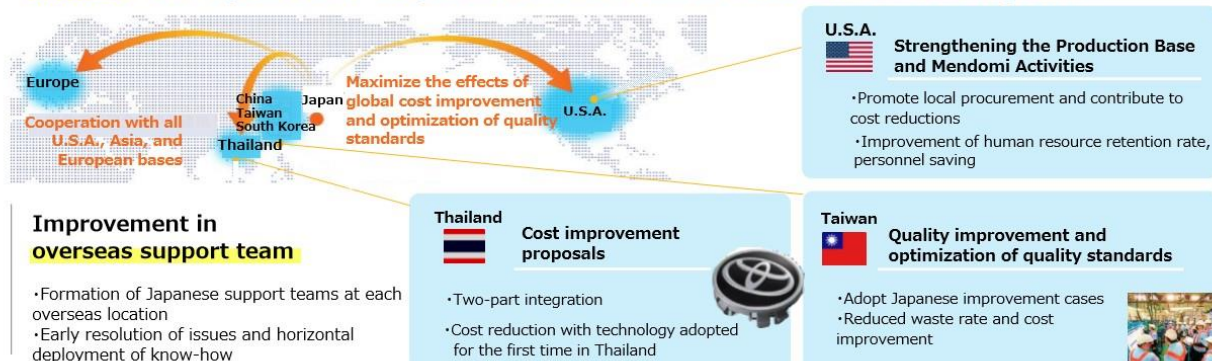 Europe
Cooperation with all
U.S.A., Asia, and
European bases
China
Taiwan
South Korea
Thailand
Japan
Maximize the effects of
global cost improvement
and optimization of quality
standards
U.S.A.
U.S.A.
Strengthening the Production Base
and Mendomi Activities
・Promote local procurement and contribute to
cost reductions
・Improvement of human resource retention rate,
personnel saving
Improvement in
overseas support team
・Formation of Japanese support teams at each
overseas location
・Early resolution of issues and horizontal
deployment of know-how
Thailand
Cost improvement
proposals
・Two-part integration
・Cost reduction with technology adopted
for the first time in Thailand
Taiwan
Quality improvement and
optimization of quality standards
・Adopt Japanese improvement cases
・Reduced waste rate and cost
improvement